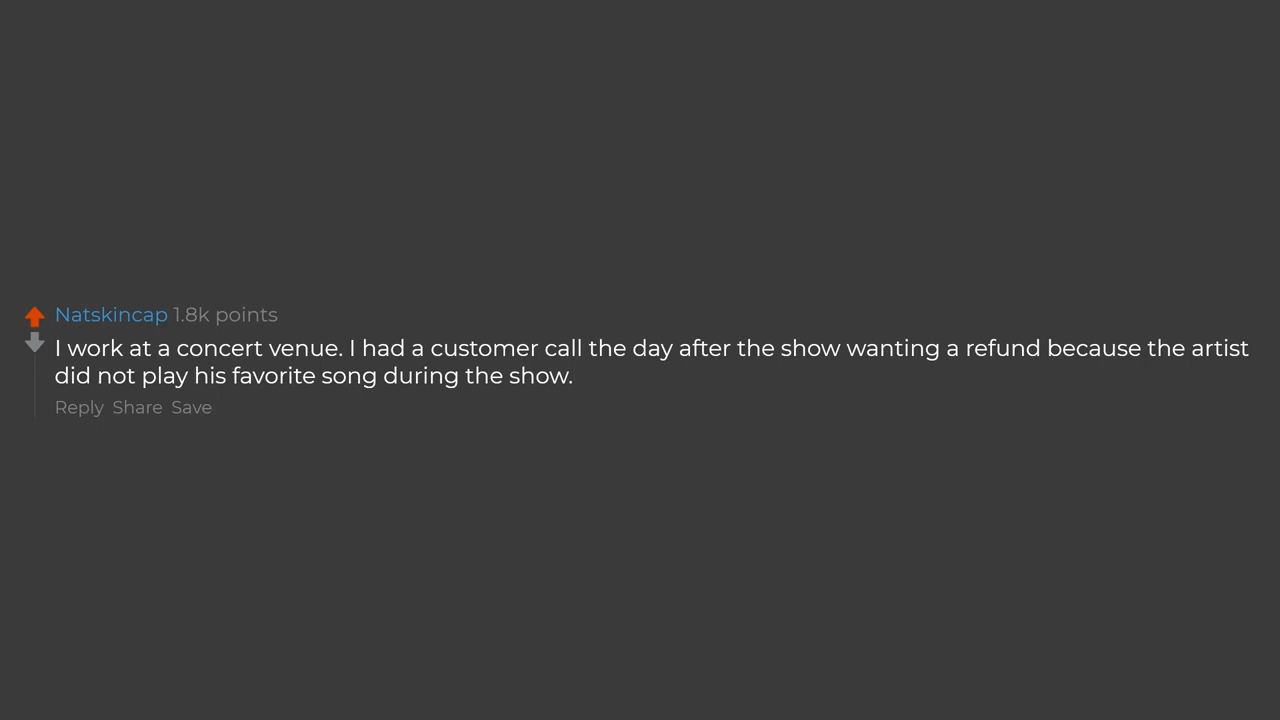 Natskincap 1.8k points
I work at a concert venue. I had a customer call the day after the show wanting a refund because the artist
did not play his favorite song during the show.
Reply Share Save